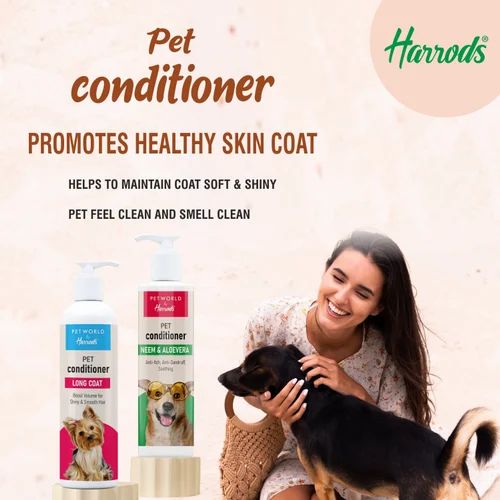 Pet
conditioner
Harrods®
PROMOTES HEALTHY SKIN COAT
HELPS TO MAINTAIN COAT SOFT & SHINY
PET FEEL CLEAN AND SMELL CLEAN
PETWORLD
by
Harrods
PET
conditioner
LONG COAT
Boost Volume for
Shiny & Smooth Hair
PETWORLD
by
Harrods
PET
conditioner
NEEM & ALOEVERA
Anti-Itch, Anti-Dandruff,
Soothing